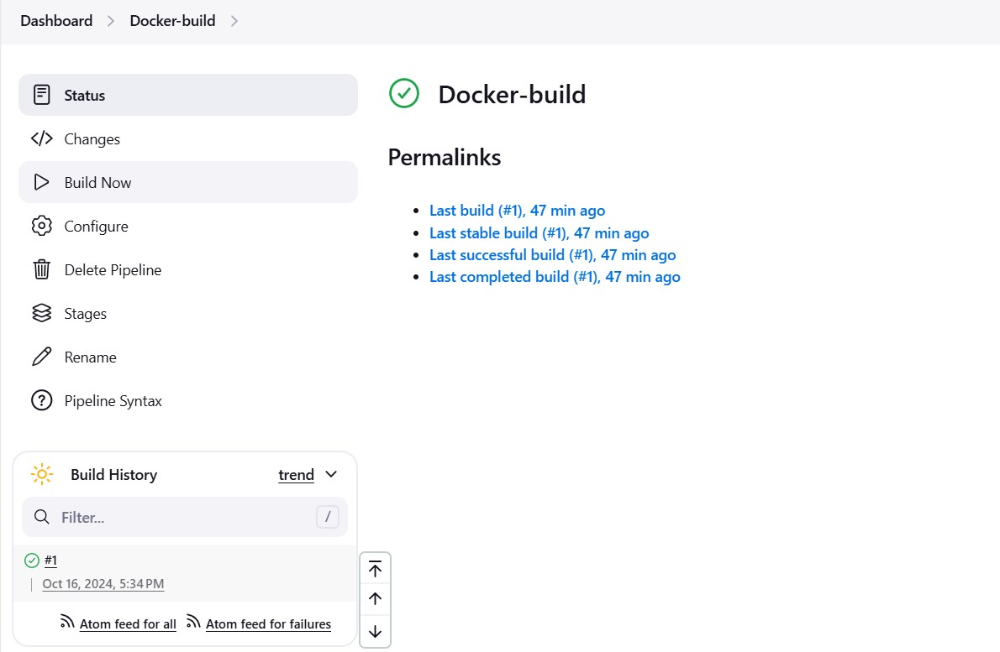 Dashboard > Docker-build >
Status
Changes
Build Now
Configure
Delete Pipeline
Stages
Rename
Pipeline Syntax
Build History trend
Filter... /
#1
Oct 16, 2024, 5:34 PM
Atom feed for all Atom feed for failures
Docker-build
Permalinks
• Last build (#1), 47 min ago
• Last stable build (#1), 47 min ago
• Last successful build (#1), 47 min ago
• Last completed build (#1), 47 min ago